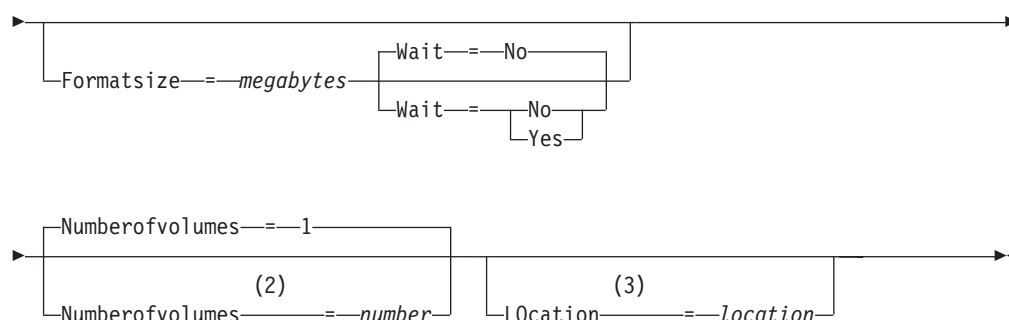 Wait = No
Formatsize = megabytes
Wait = No
Yes
Numberofvolumes = 1
(2) (3)
Numberofvolumes = number LOcation = location